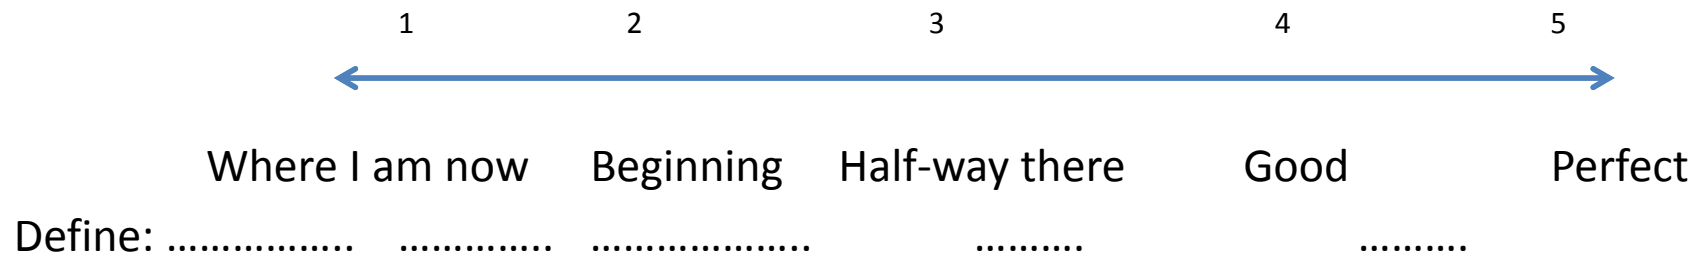 1 2 3 4 5
Where I am now Beginning Half-way there Good Perfect
Define: …………….. ………….. ……………….. ………. ……….